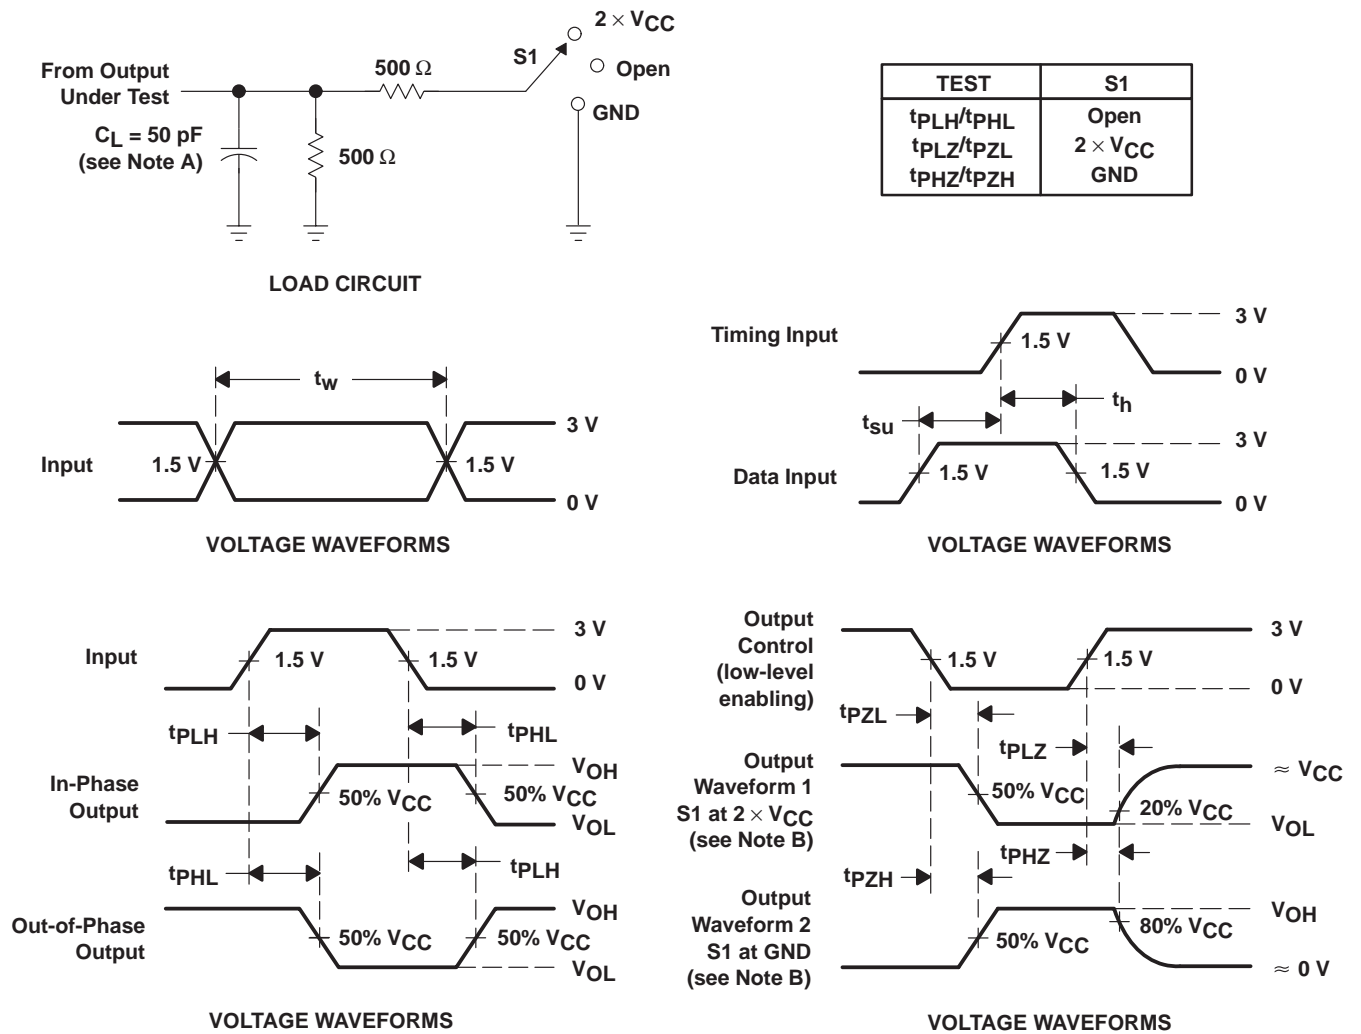 2 × VCC
S1
Open
GND
From Output
Under Test
500 Ω
CL = 50 pF
(see Note A)
500 Ω
LOAD CIRCUIT
TEST S1
tPLH/tPHL Open
tPLZ/tPZL 2 × VCC
tPHZ/tPZH GND
tw
Input
1.5 V
1.5 V
3 V
0 V
VOLTAGE WAVEFORMS
Timing Input
1.5 V
3 V
0 V
tsu
th
Data Input
1.5 V
1.5 V
3 V
0 V
VOLTAGE WAVEFORMS
Input
1.5 V
1.5 V
3 V
0 V
tPLH
tPHL
In-Phase
Output
50% VCC
50% VCC
VOH
VOL
tPHL
tPLH
Out-of-Phase
Output
50% VCC
50% VCC
VOH
VOL
VOLTAGE WAVEFORMS
Output
Control
(low-level
enabling)
1.5 V
1.5 V
3 V
0 V
tPZL
tPLZ
Output
Waveform 1
S1 at 2 × VCC
(see Note B)
50% VCC
20% VCC
≈ VCC
VOL
tPZH
tPHZ
Output
Waveform 2
S1 at GND
(see Note B)
50% VCC
80% VCC
VOH
≈ 0 V
VOLTAGE WAVEFORMS